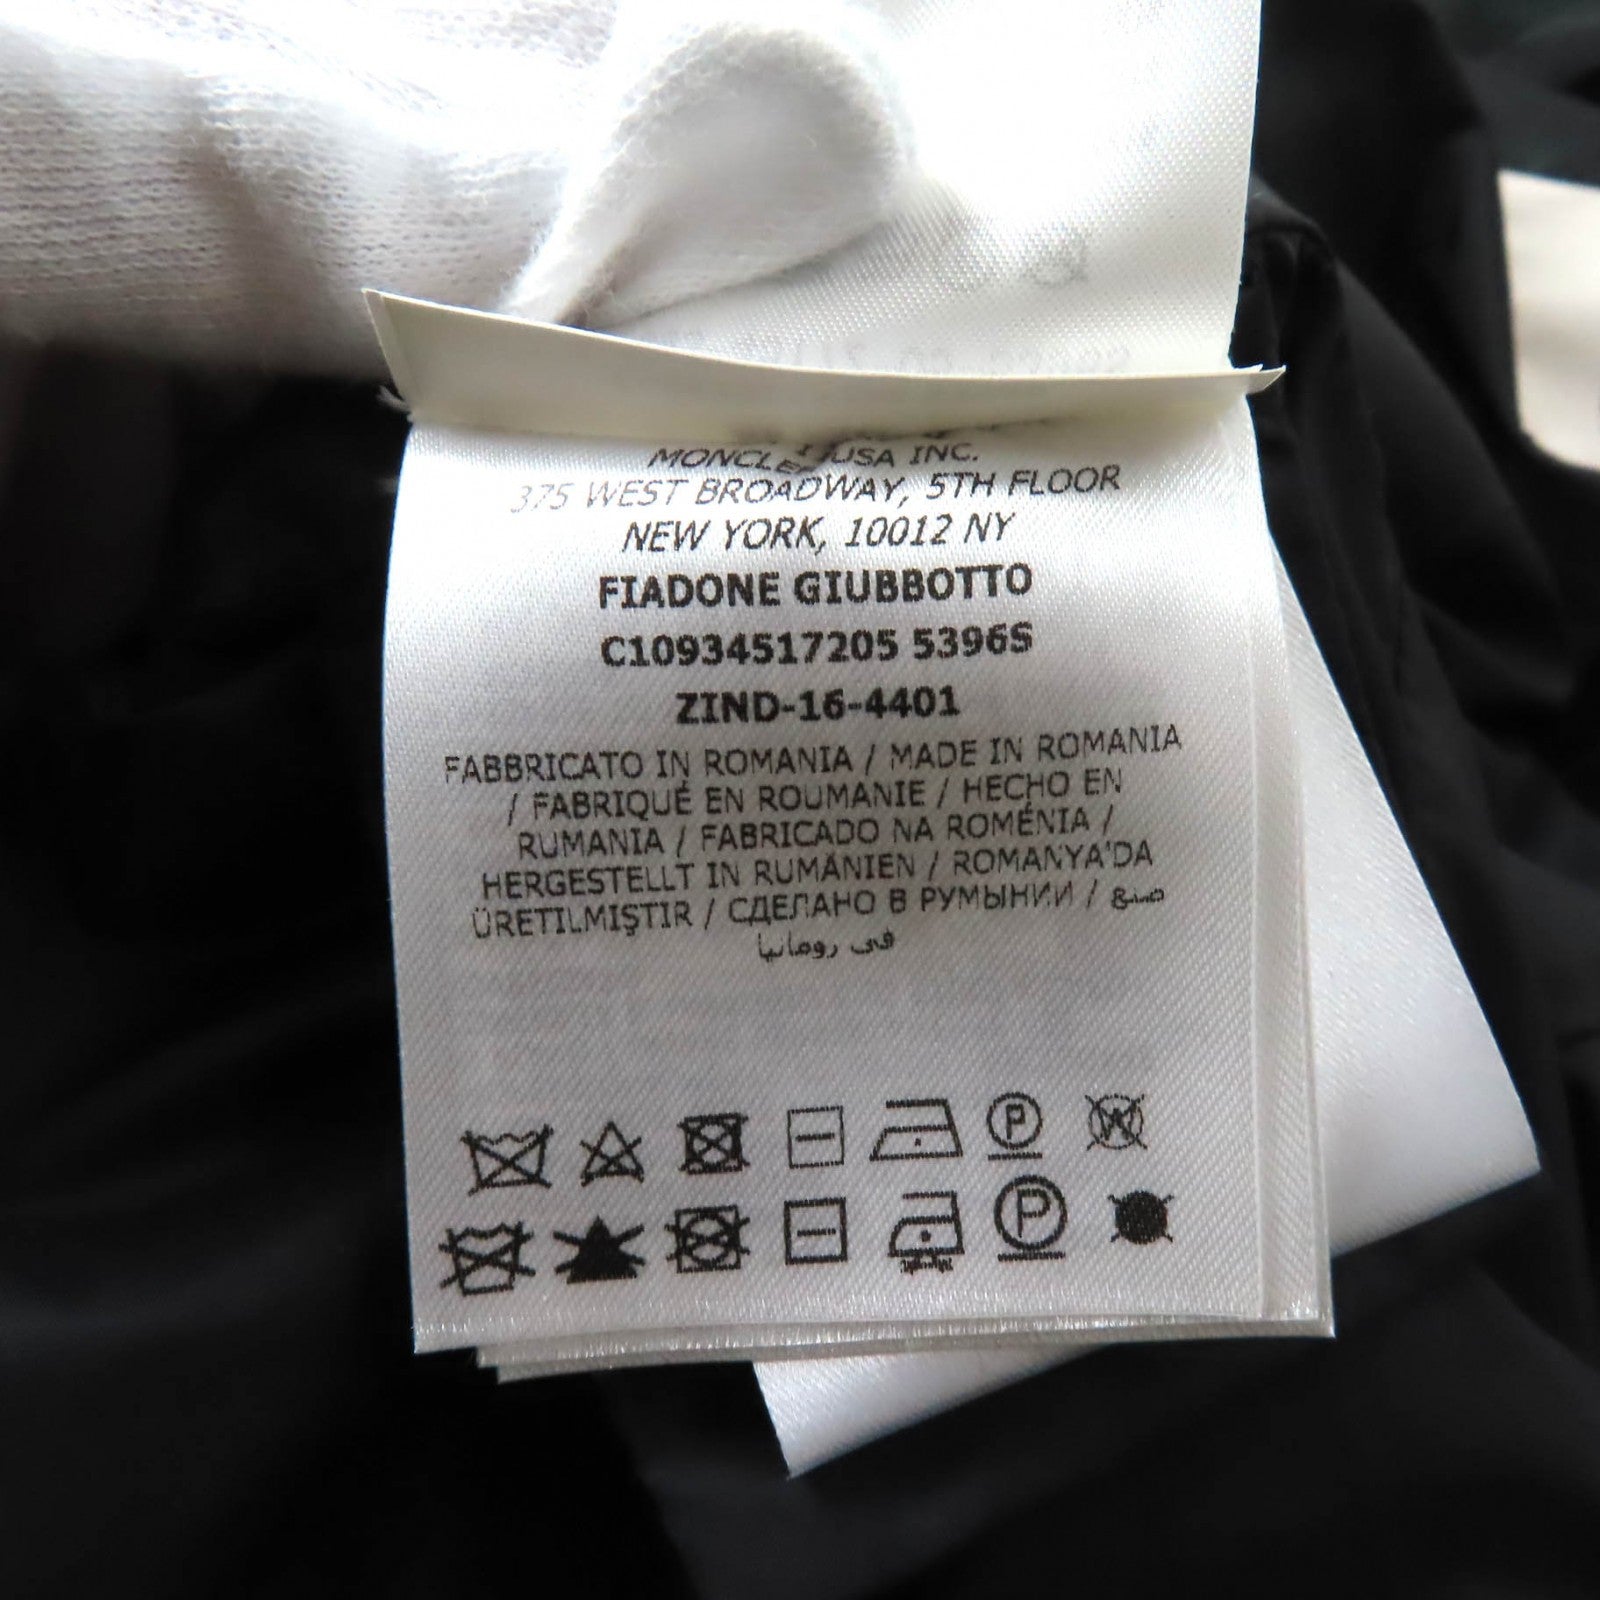 USA INC.
375 WEST BROADWAY, 5TH FLOOR
NEW YORK, 10012 NY
FIADONE GIUBBOTTO
C10934517205 5396S
ZIND-16-4401
FABBRICATO IN ROMANIA / MADE IN ROMANIA
/ FABRIQUÉ EN ROUMANIE / HECHO EN
RUMANIA / FABRICADO NA ROMÉNIA /
HERGESTELLT IN RUMÄNIEN / ROMANYA'DA
ÜRETILMIŞTIR / СДЕЛАНО В РУМЫНИИ / صنع
فى رومانيا
P W
P